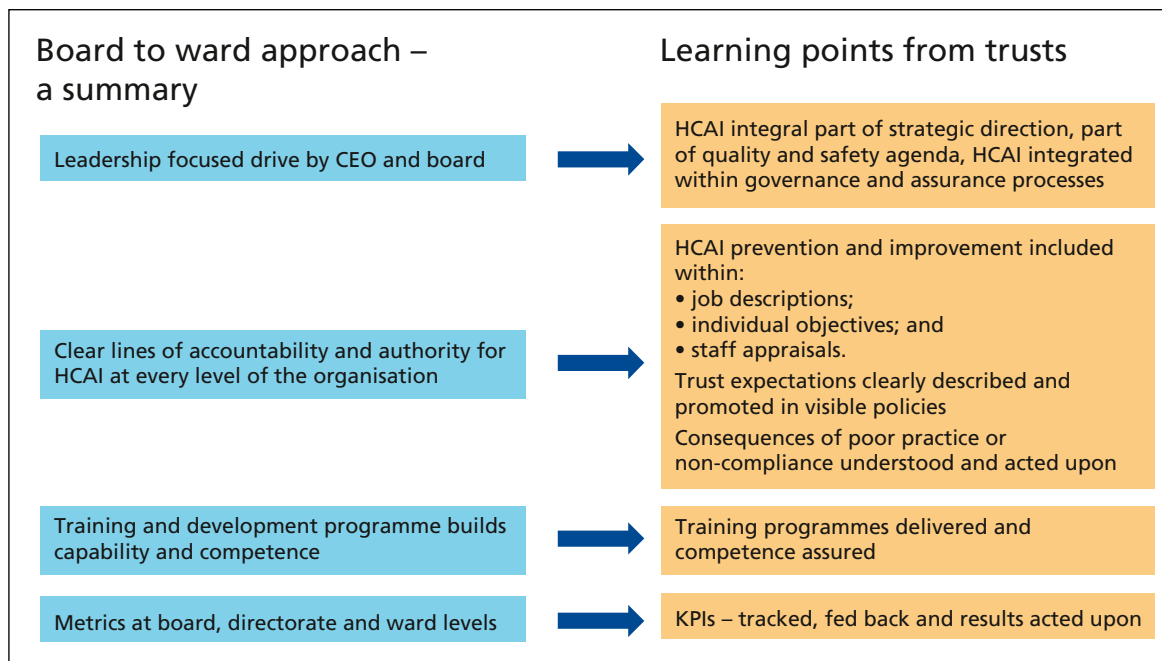 Board to ward approach –
a summary
Learning points from trusts
Leadership focused drive by CEO and board
HCAI integral part of strategic direction, part
of quality and safety agenda, HCAI integrated
within governance and assurance processes
Clear lines of accountability and authority for
HCAI at every level of the organisation
HCAI prevention and improvement included
within:
• job descriptions;
• individual objectives; and
• staff appraisals.
Trust expectations clearly described and
promoted in visible policies
Consequences of poor practice or
non-compliance understood and acted upon
Training and development programme builds
capability and competence
Training programmes delivered and
competence assured
Metrics at board, directorate and ward levels
KPIs – tracked, fed back and results acted upon